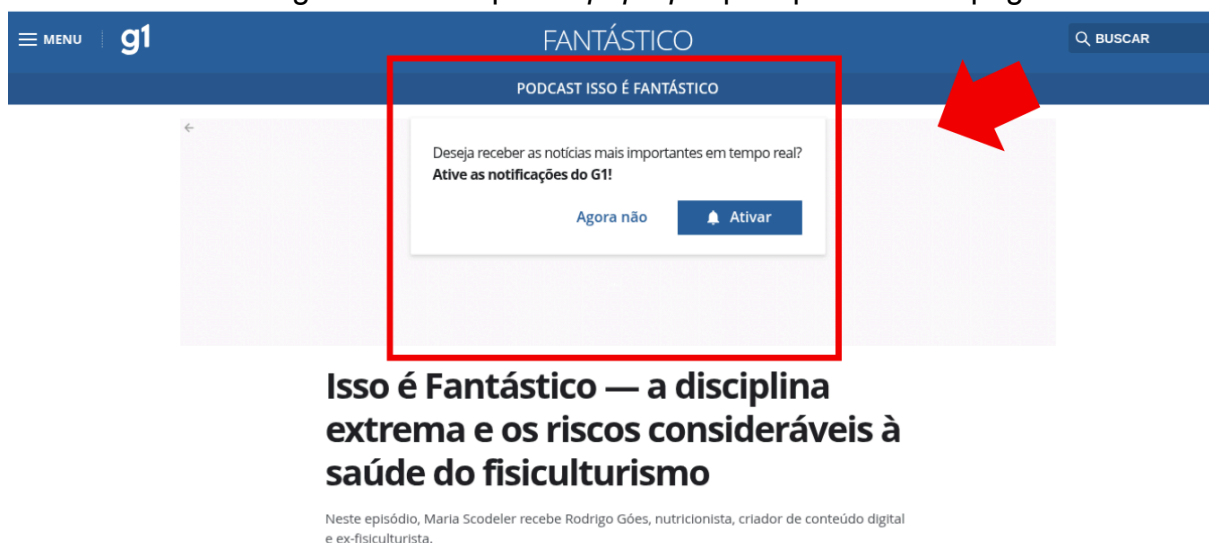 MENU
g1
FANTÁSTICO
BUSCAR
PODCAST ISSO É FANTÁSTICO
Deseja receber as notícias mais importantes em tempo real?
Ative as notificações do G1!
Agora não
Ativar
Isso é Fantástico — a disciplina
extrema e os riscos consideráveis à
saúde do fisiculturismo
Neste episódio, Maria Scodeler recebe Rodrigo Góes, nutricionista, criador de conteúdo digital
e ex-fisiculturista.